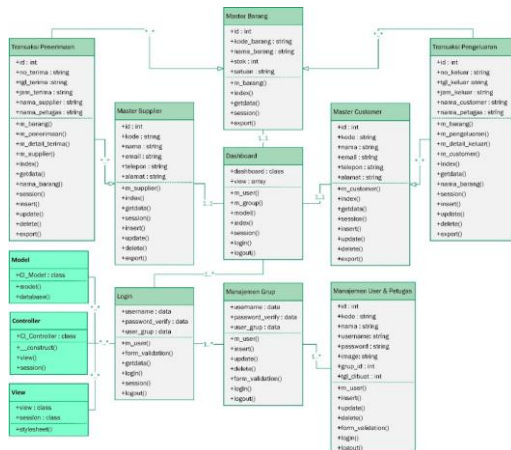 Master Barang
+id : int
+kode_barang : string
+nama_barang : string
+stok : int
+satuan : string
+m_barang()
+index()
+getdata()
+session()
+export()
Transaksi Penerimaan
+id : int
+no_terima : string
+tgl_terima : string
+jam_terima : string
+nama_supplier : string
+nama_petugas : string
+m_barang()
+m_penerimaan()
+m_detail_terima()
+m_supplier()
+index()
+getdata()
+nama_barang()
+session()
+insert()
+update()
+delete()
+export()
Transaksi Pengeluaran
+id : int
+no_keluar : string
+tgl_keluar : string
+jam_keluar : string
+nama_customer : string
+nama_petugas : string
+m_barang()
+m_pengeluaran()
+m_detail_keluar()
+m_customer()
+index()
+getdata()
+nama_barang()
+session()
+insert()
+update()
+delete()
+export()
Master Supplier
+id : int
+kode : string
+nama : string
+email : string
+telepon : string
+alamat : string
+m_supplier()
+index()
+getdata()
+session()
+insert()
+update()
+delete()
+export()
Dashboard
+dashboard : class
+view : array
+m_user()
+m_group()
+model()
+index()
+session()
+login()
+logout()
Master Customer
+id : int
+kode : string
+nama : string
+email : string
+telepon : string
+alamat : string
+m_customer()
+index()
+getdata()
+session()
+insert()
+update()
+delete()
+export()
Model
+CI_Model : class
+model()
+database()
Controller
+CI_Controller : class
+__construct()
+view()
+session()
View
+view : class
+session : class
+stylesheet()
Login
+username : data
+password_verify : data
+user_grup : data
+m_user()
+form_validation()
+getdata()
+login()
+session()
+logout()
Manajemen Grup
+username : data
+password_verify : data
+user_grup : data
+m_user()
+insert()
+update()
+delete()
+form_validation()
+login()
+logout()
Manajemen User & Petugas
+id : int
+kode : string
+nama : string
+username: string
+password : string
+image: string
+grup_id : int
+tgl_dibuat : int
+m_user()
+insert()
+update()
+delete()
+form_validation()
+login()
+logout()